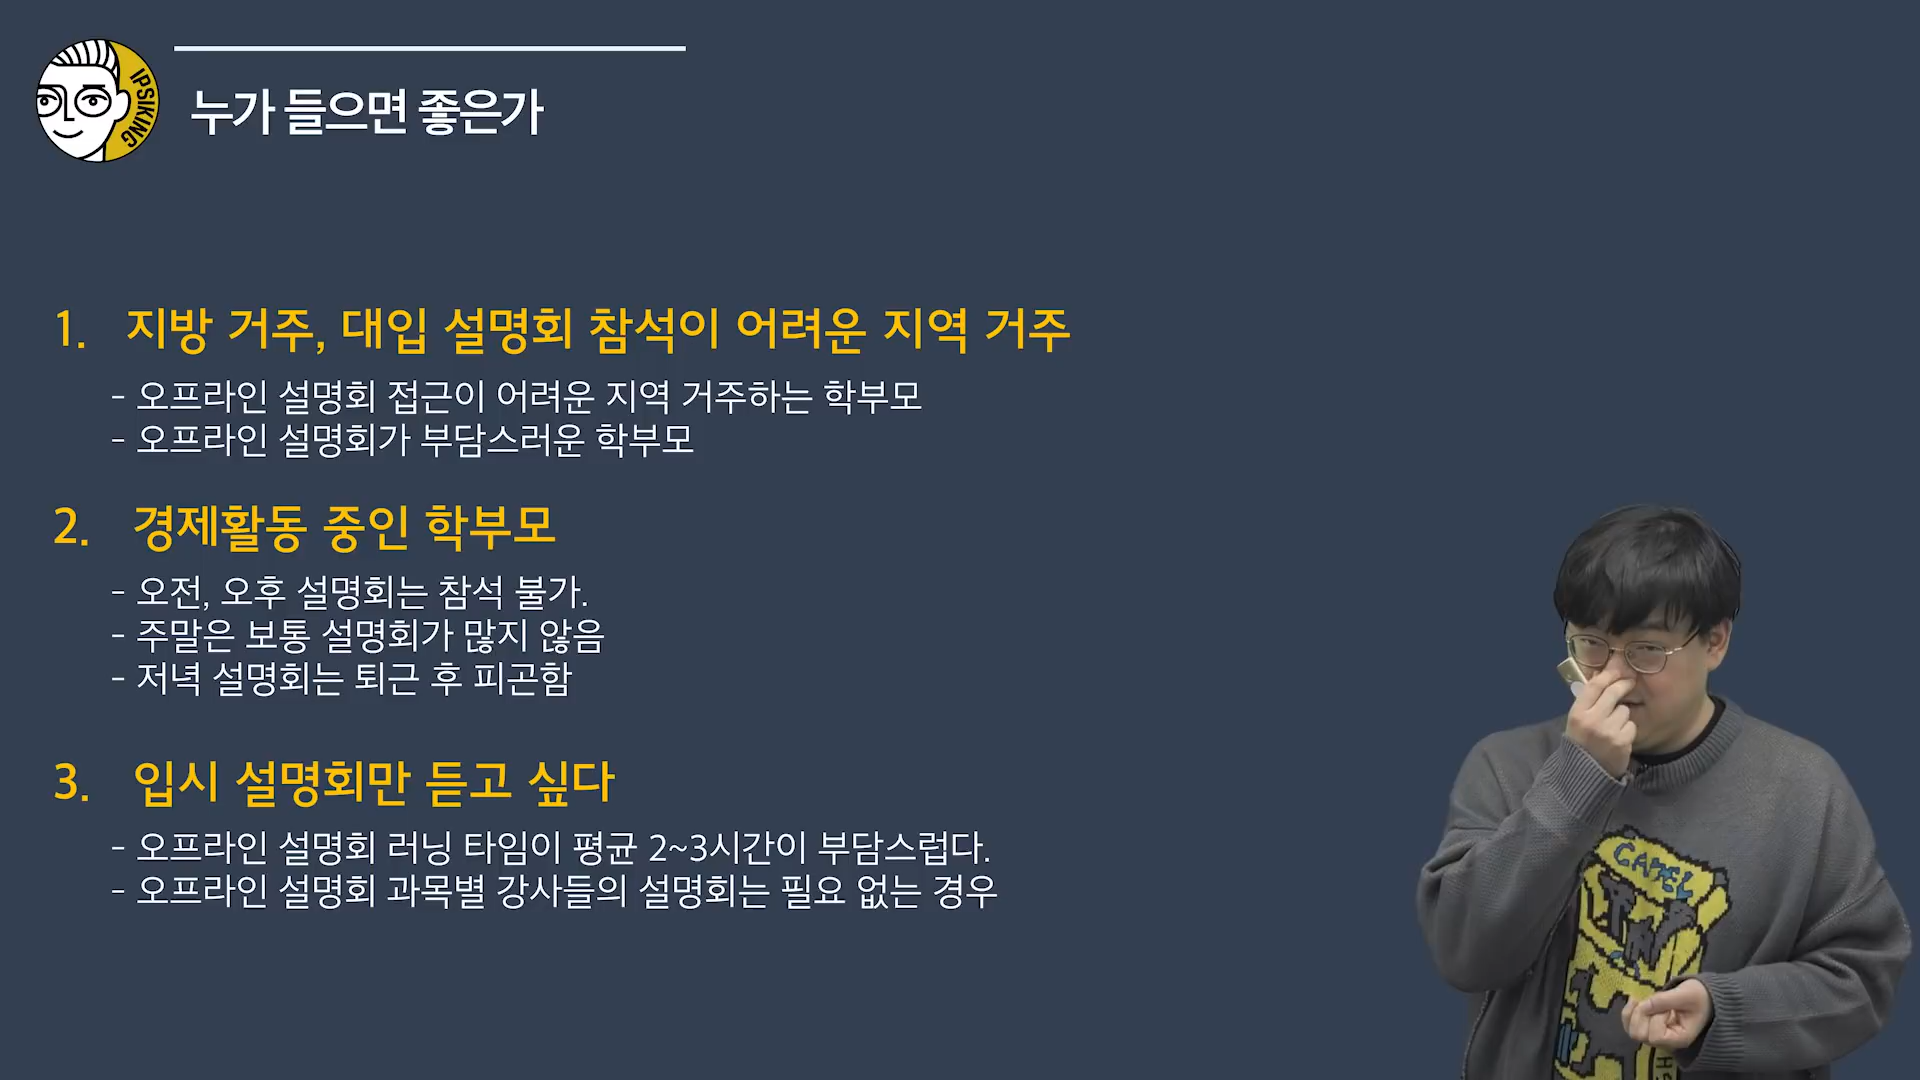 IPSIKING
누가 들으면 좋은가
1. 지방 거주, 대입 설명회 참석이 어려운 지역 거주
- 오프라인 설명회 접근이 어려운 지역 거주하는 학부모
- 오프라인 설명회가 부담스러운 학부모
2. 경제활동 중인 학부모
- 오전, 오후 설명회는 참석 불가.
- 주말은 보통 설명회가 많지 않음
- 저녁 설명회는 퇴근 후 피곤함
3. 입시 설명회만 듣고 싶다
- 오프라인 설명회 러닝 타임이 평균 2~3시간이 부담스럽다.
- 오프라인 설명회 과목별 강사들의 설명회는 필요 없는 경우
CAMEL